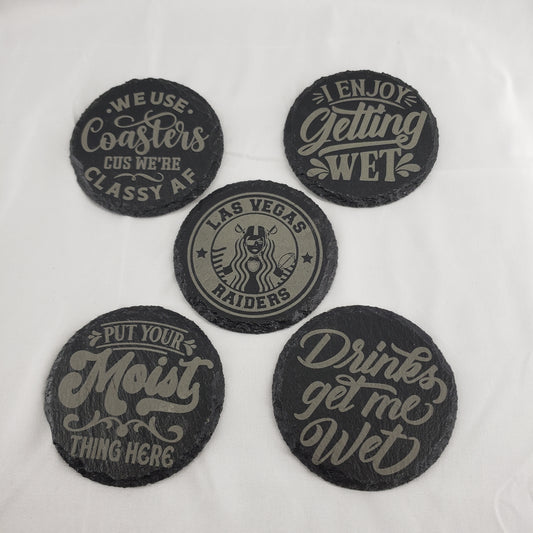 WE USE
Coasters
CUS WE'RE
CLASSY AF
I ENJOY
Getting
WET
LAS VEGAS
RAIDERS
PUT YOUR
Moist
THING HERE
Drinks
get me
Wet